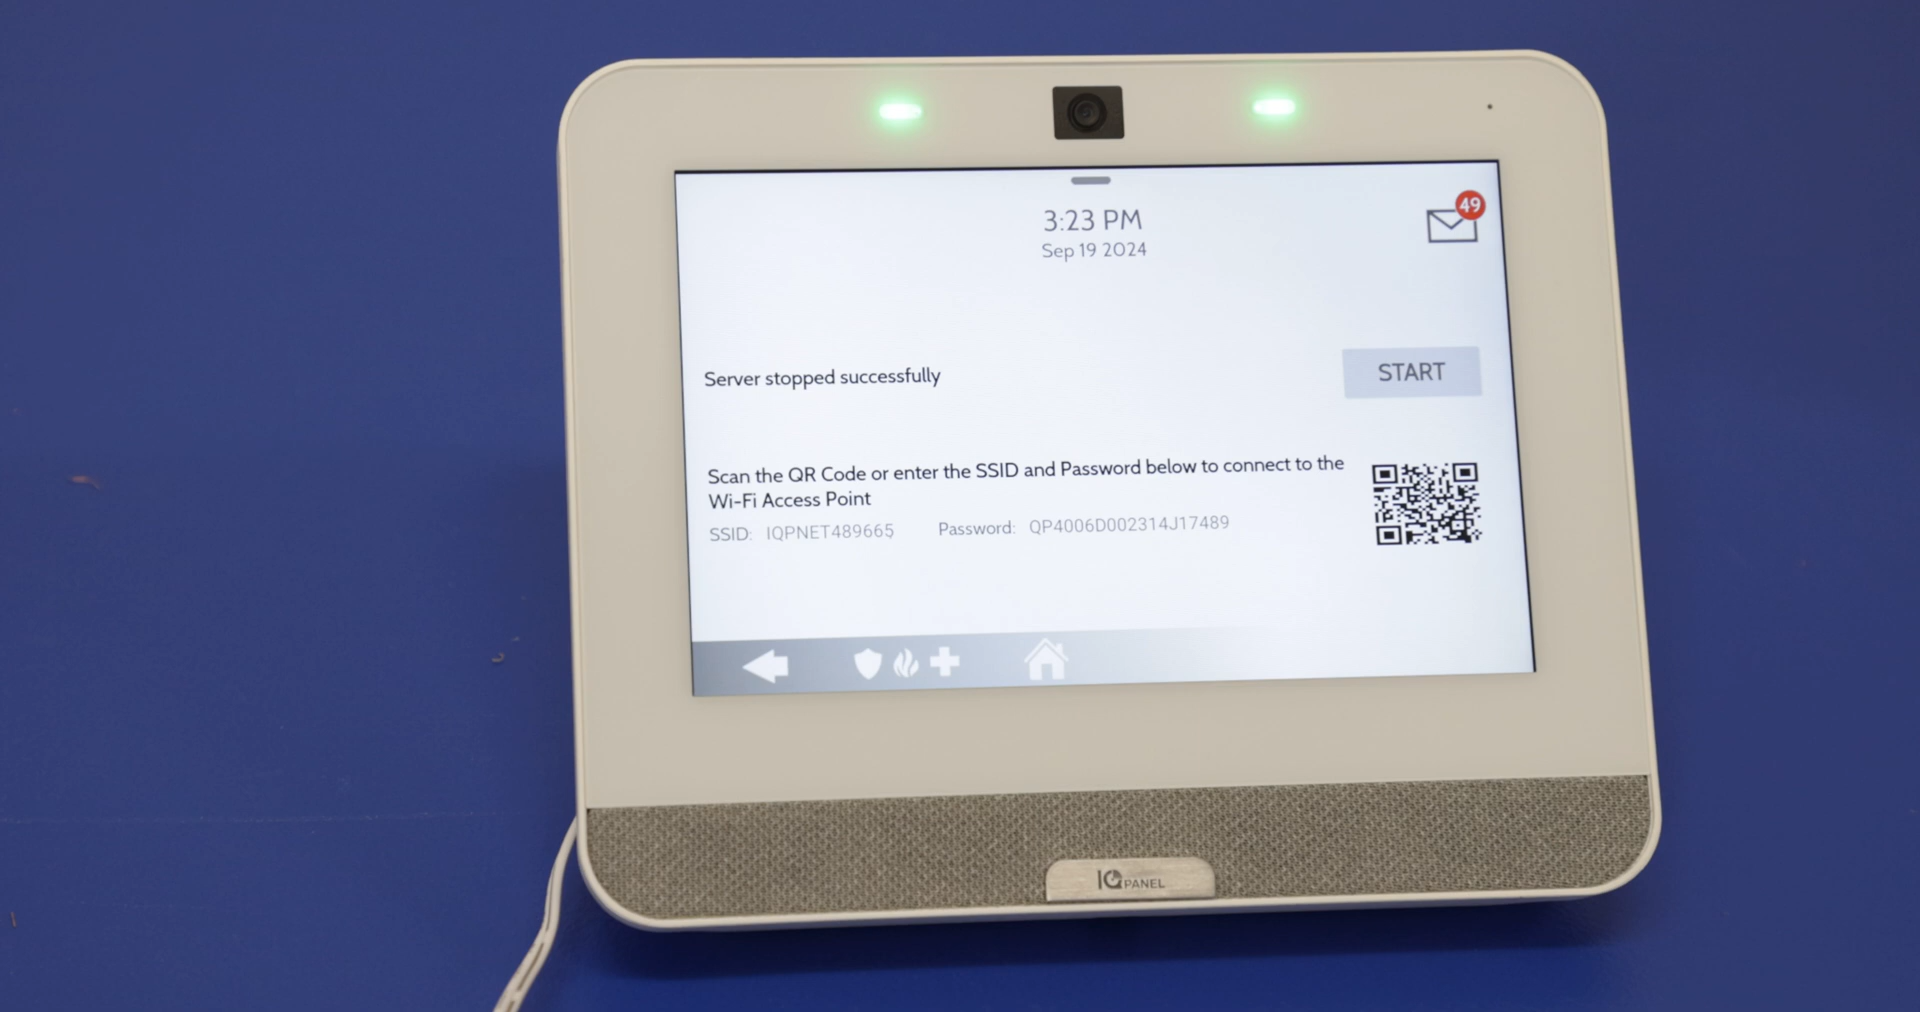 49
3:23 PM
Sep 19 2024
Server stopped successfully
START
Scan the QR Code or enter the SSID and Password below to connect to the
Wi-Fi Access Point
SSID: IQPNET489665 Password: QP4006D002314J17489
IQ PANEL